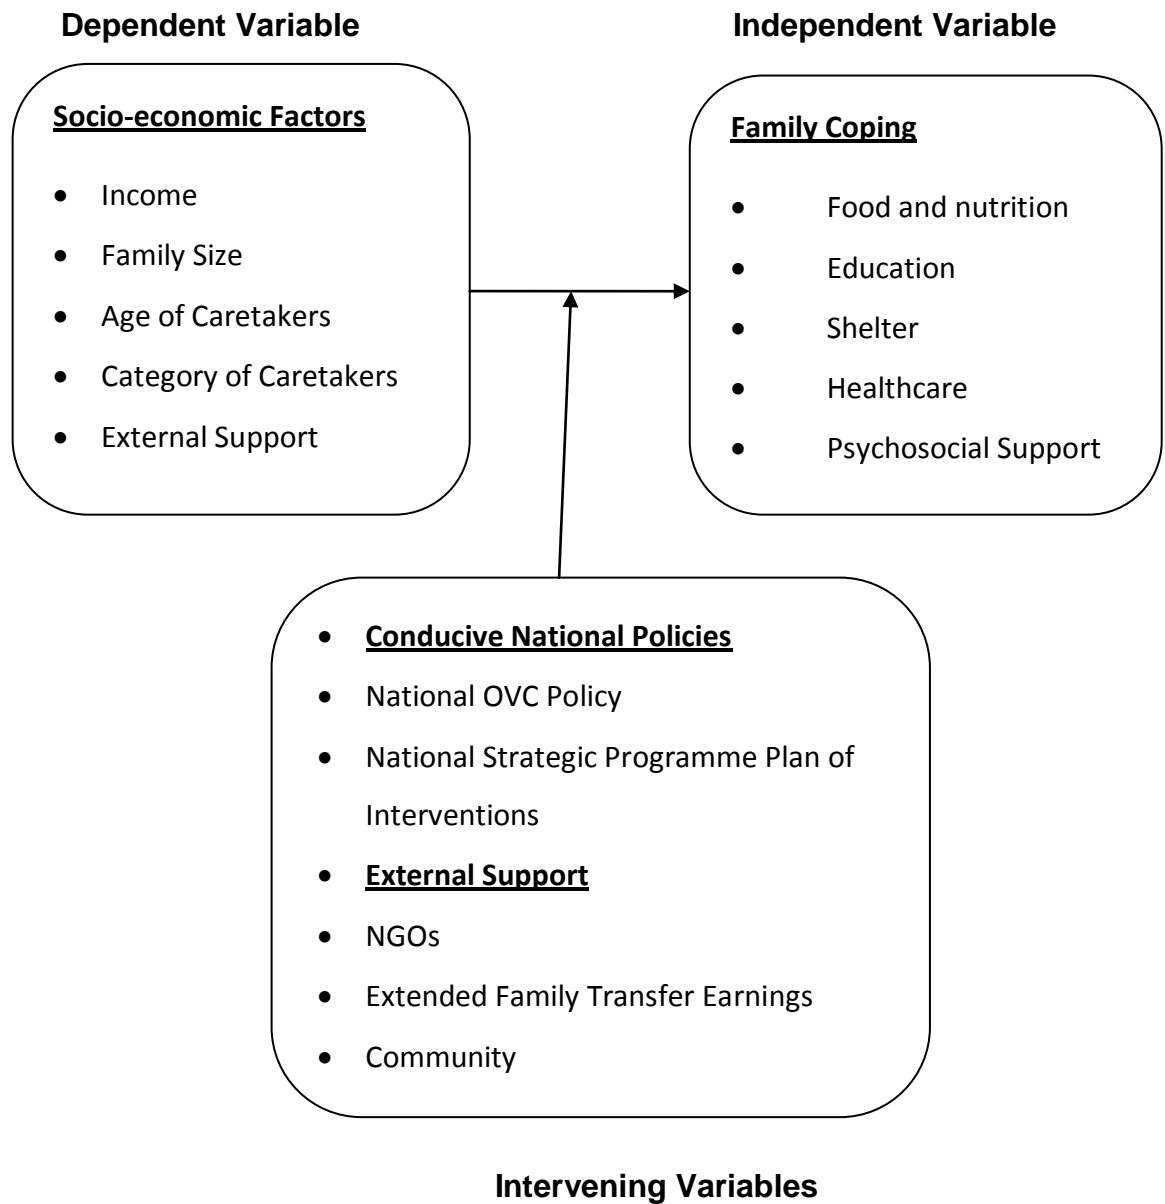 Dependent Variable
Independent Variable
Socio-economic Factors
• Income
• Family Size
• Age of Caretakers
• Category of Caretakers
• External Support
Family Coping
• Food and nutrition
• Education
• Shelter
• Healthcare
• Psychosocial Support
• Conducive National Policies
• National OVC Policy
• National Strategic Programme Plan of
Interventions
• External Support
• NGOs
• Extended Family Transfer Earnings
• Community
Intervening Variables